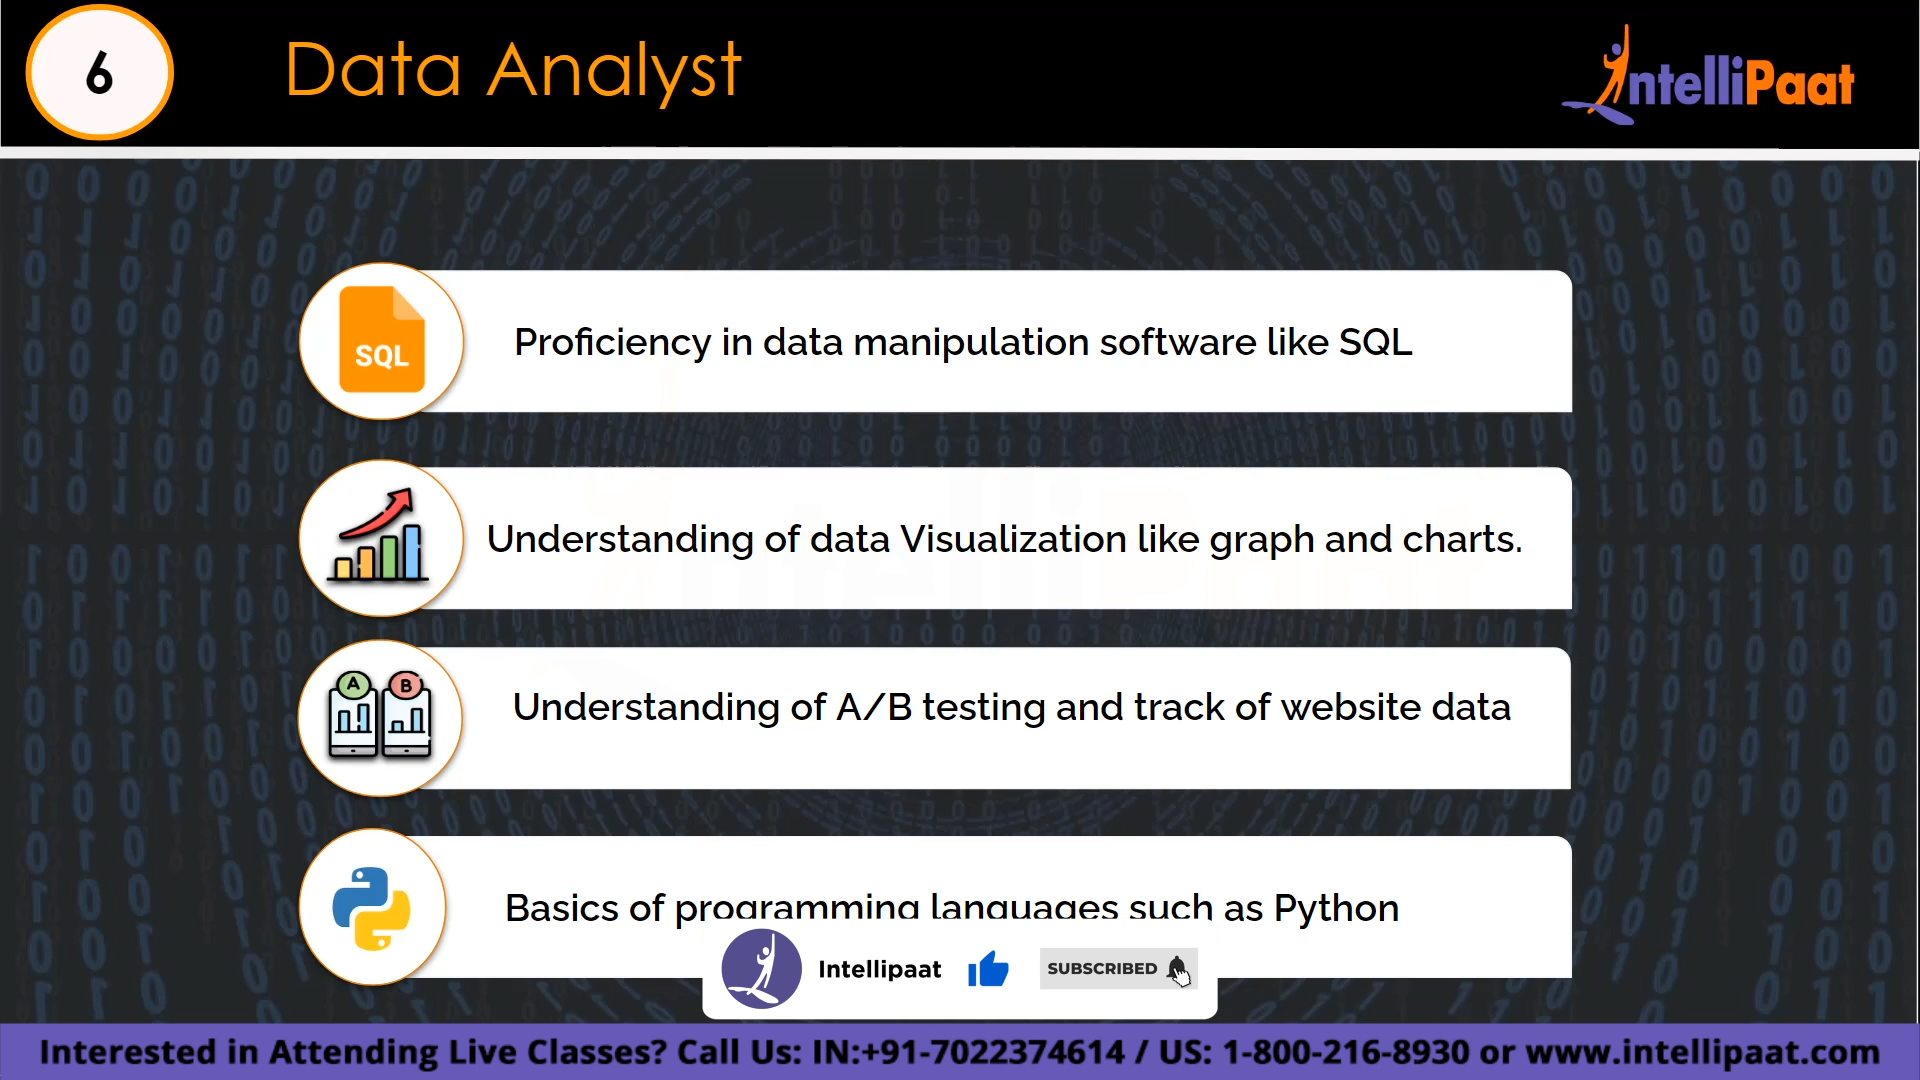 6
Data Analyst
IntelliPaat
SQL
Proficiency in data manipulation software like SQL
Understanding of data Visualization like graph and charts.
A B
Understanding of A/B testing and track of website data
Basics of programming languages such as Python
Intellipaat
SUBSCRIBED
Interested in Attending Live Classes? Call Us: IN:+91-7022374614 / US: 1-800-216-8930 or www.intellipaat.com